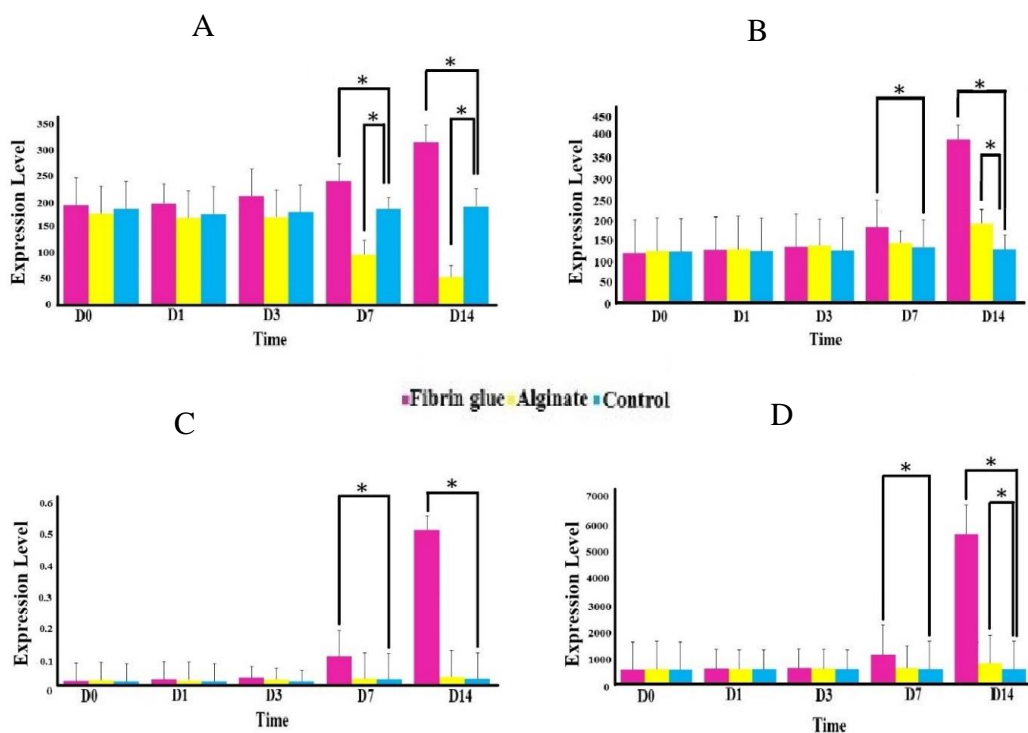 A
Expression Level
350
300
250
200
150
100
50
0
* * * *
D0 D1 D3 D7 D14
Time
B
Expression Level
450
400
350
300
250
200
150
100
50
0
* * *
D0 D1 D3 D7 D14
Time
Fibrin glue Alginate Control
C
Expression Level
0.6
0.5
0.4
0.3
0.2
0.1
0
* *
D0 D1 D3 D7 D14
D
Expression Level
7000
6000
5000
4000
3000
2000
1000
0
* * *
D0 D1 D3 D7 D14
Time